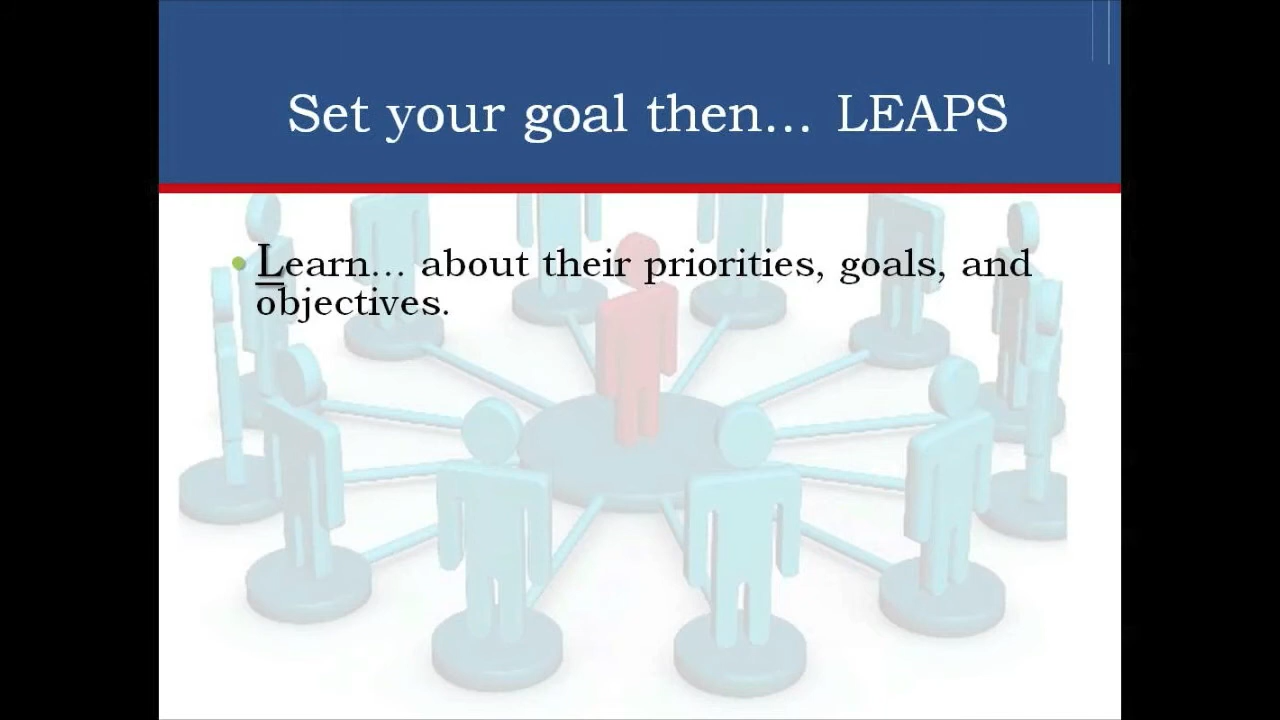 Set your goal then... LEAPS
Learn... about their priorities, goals, and
objectives.